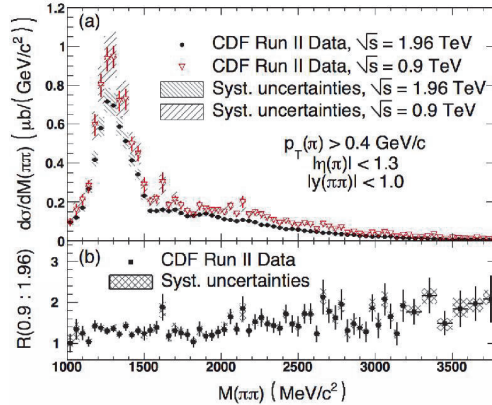 (a)
CDF Run II Data, √s = 1.96 TeV
CDF Run II Data, √s = 0.9 TeV
Syst. uncertainties, √s = 1.96 TeV
Syst. uncertainties, √s = 0.9 TeV
p_T(π) > 0.4 GeV/c
|η(π)| < 1.3
|y(ππ)| < 1.0
dσ/dM(ππ) [ μb/( GeV/c² ) ]
1.2
1
0.8
0.6
0.4
0.2
0
(b)
CDF Run II Data
Syst. uncertainties
R(0.9 : 1.96)
3
2
1
1000 1500 2000 2500 3000 3500
M(ππ) [MeV/c²]